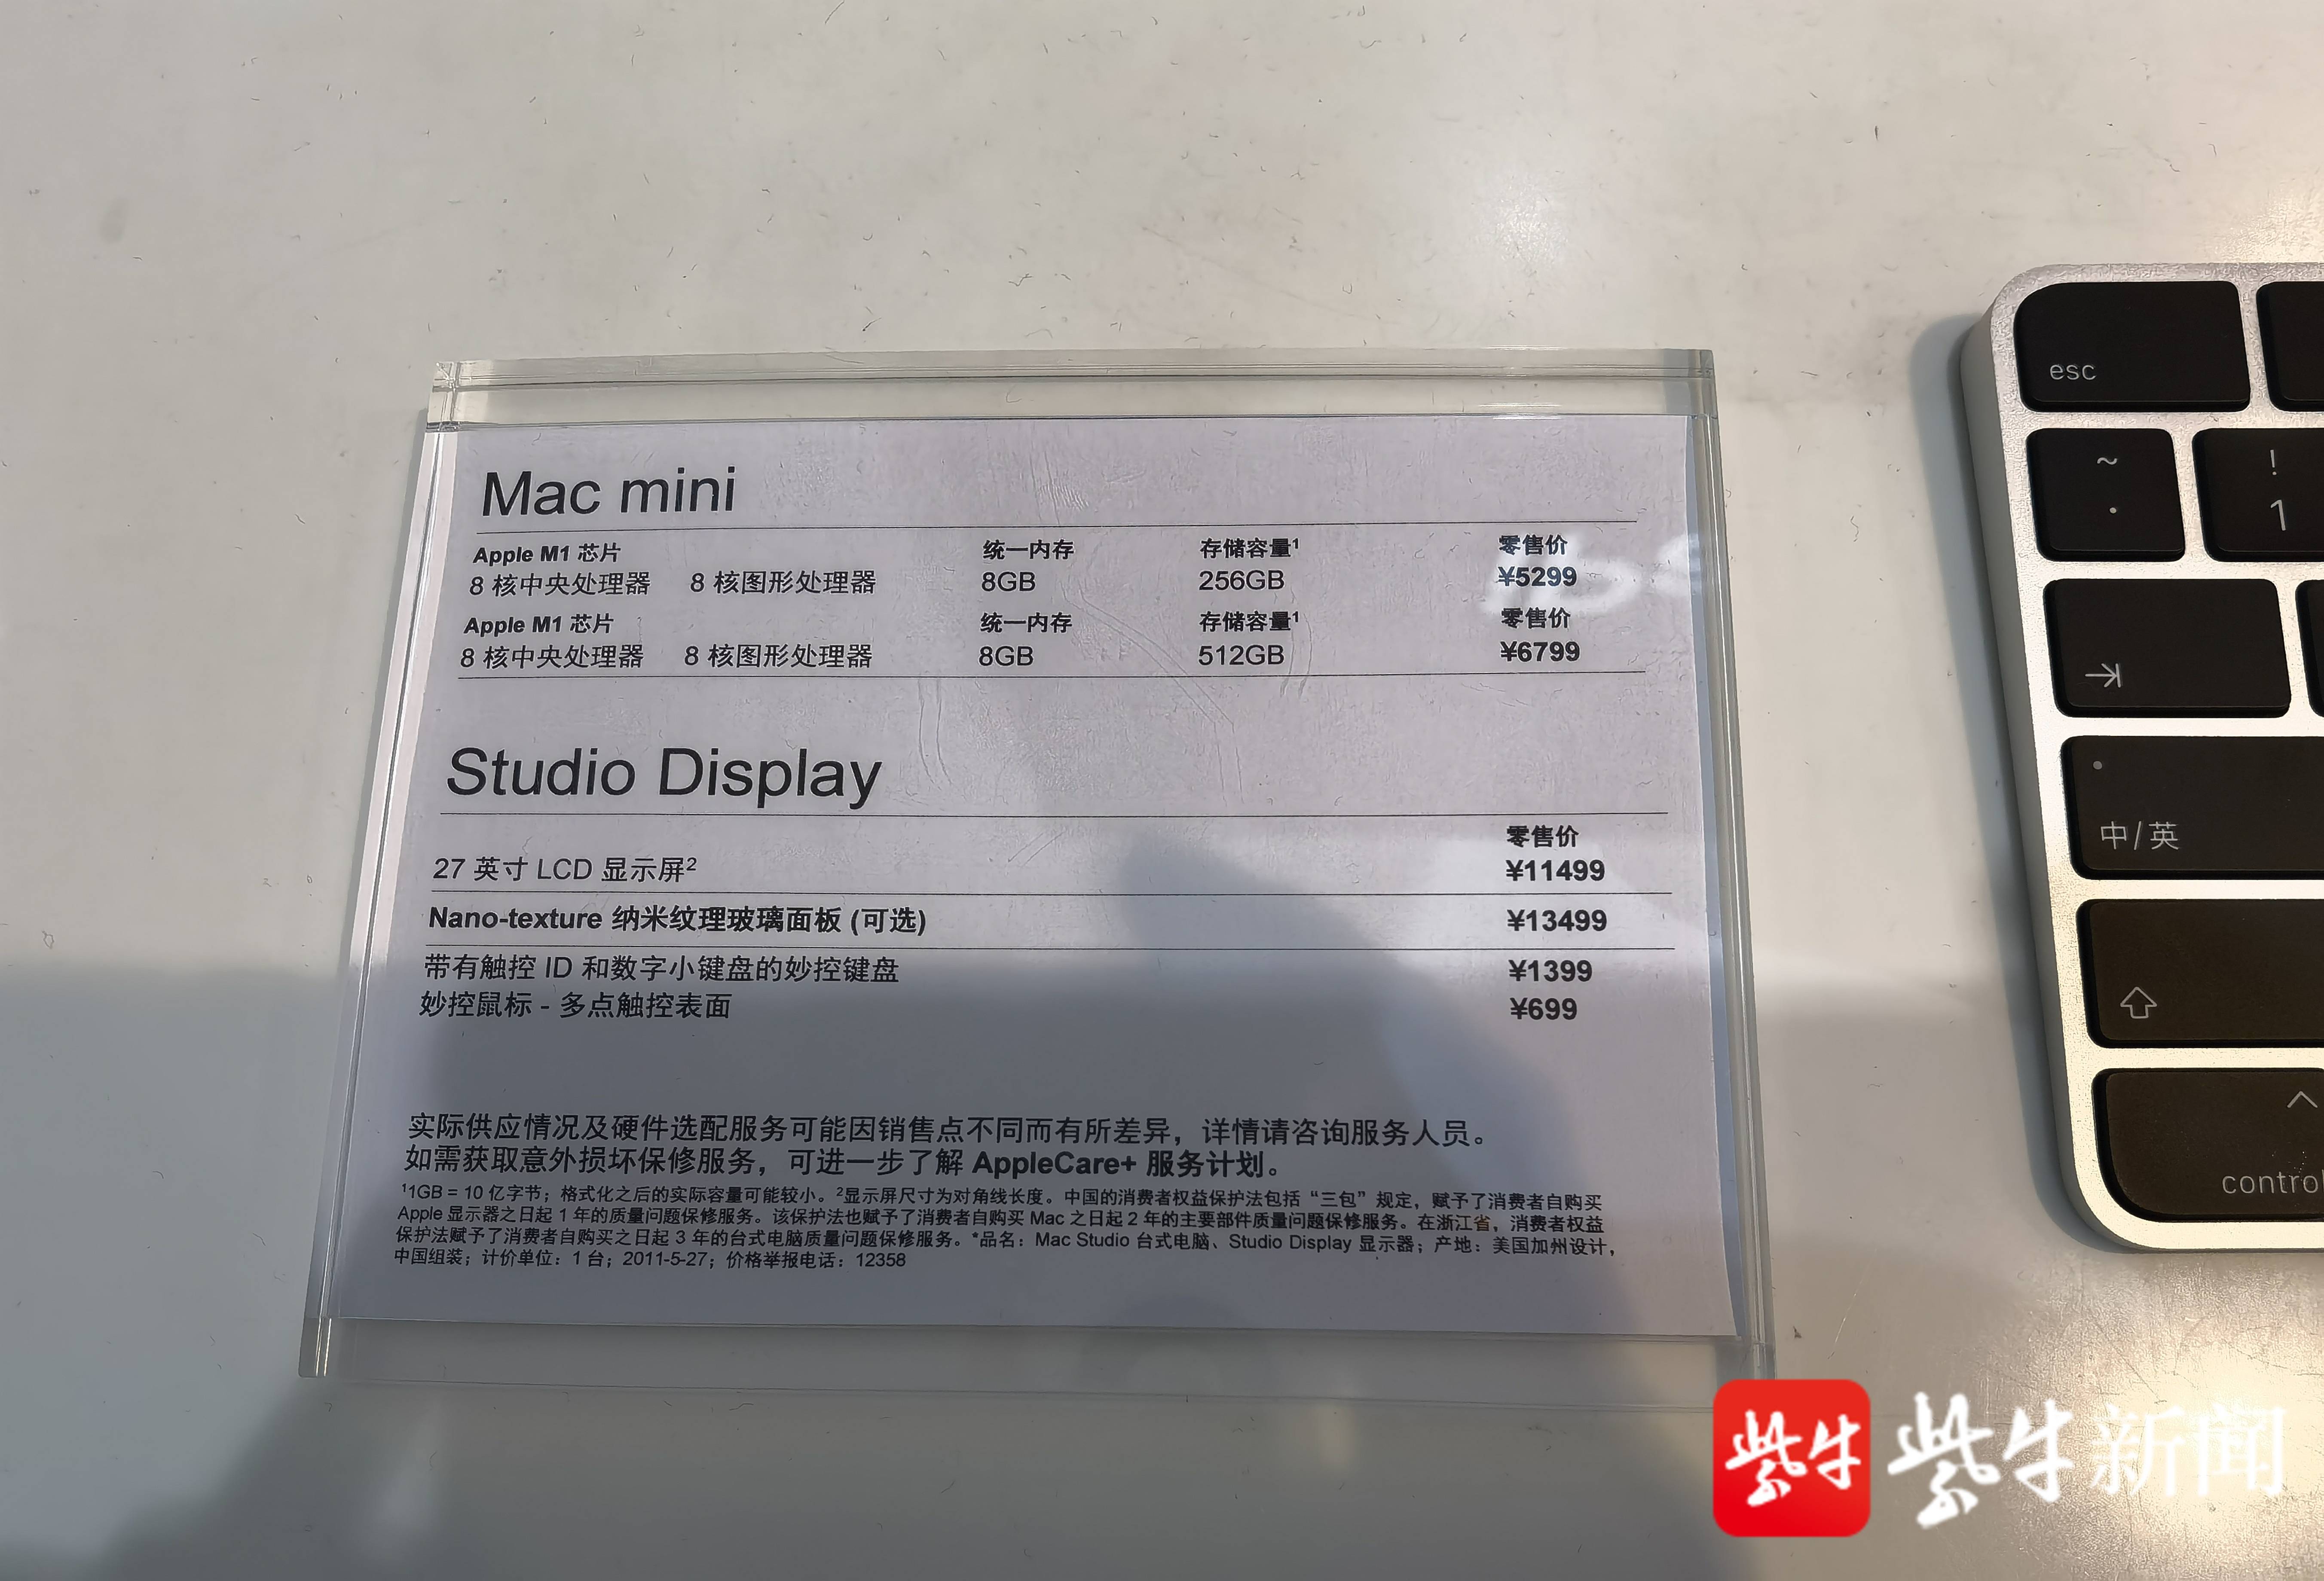 Mac mini
Apple M1 芯片 统一内存 存储容量¹ 零售价
8 核中央处理器 8 核图形处理器 8GB 256GB ¥5299
Apple M1 芯片 统一内存 存储容量¹ 零售价
8 核中央处理器 8 核图形处理器 8GB 512GB ¥6799
Studio Display
零售价
27 英寸 LCD 显示屏² ¥11499
Nano-texture 纳米纹理玻璃面板 (可选) ¥13499
带有触控 ID 和数字小键盘的妙控键盘 ¥1399
妙控鼠标 - 多点触控表面 ¥699
实际供应情况及硬件选配服务可能因销售点不同而有所差异，详情请咨询服务人员。
如需获取意外损坏保修服务，可进一步了解 AppleCare+ 服务计划。
¹1GB = 10 亿字节；格式化之后的实际容量可能较小。²显示屏尺寸为对角线长度。中国的消费者权益保护法包括“三包”规定，赋予了消费者自购买
Apple 显示器之日起 1 年的质量问题保修服务。该保护法也赋予了消费者自购买 Mac 之日起 2 年的主要部件质量问题保修服务。在浙江省，消费者权益
保护法赋予了消费者自购买之日起 3 年的台式电脑质量问题保修服务。*品名：Mac Studio 台式电脑、Studio Display 显示器；产地：美国加州设计，
中国组装；计价单位：1 台；2011-5-27；价格举报电话：12358
esc
~
·
!
1
中/英
control
紫牛 紫牛新闻